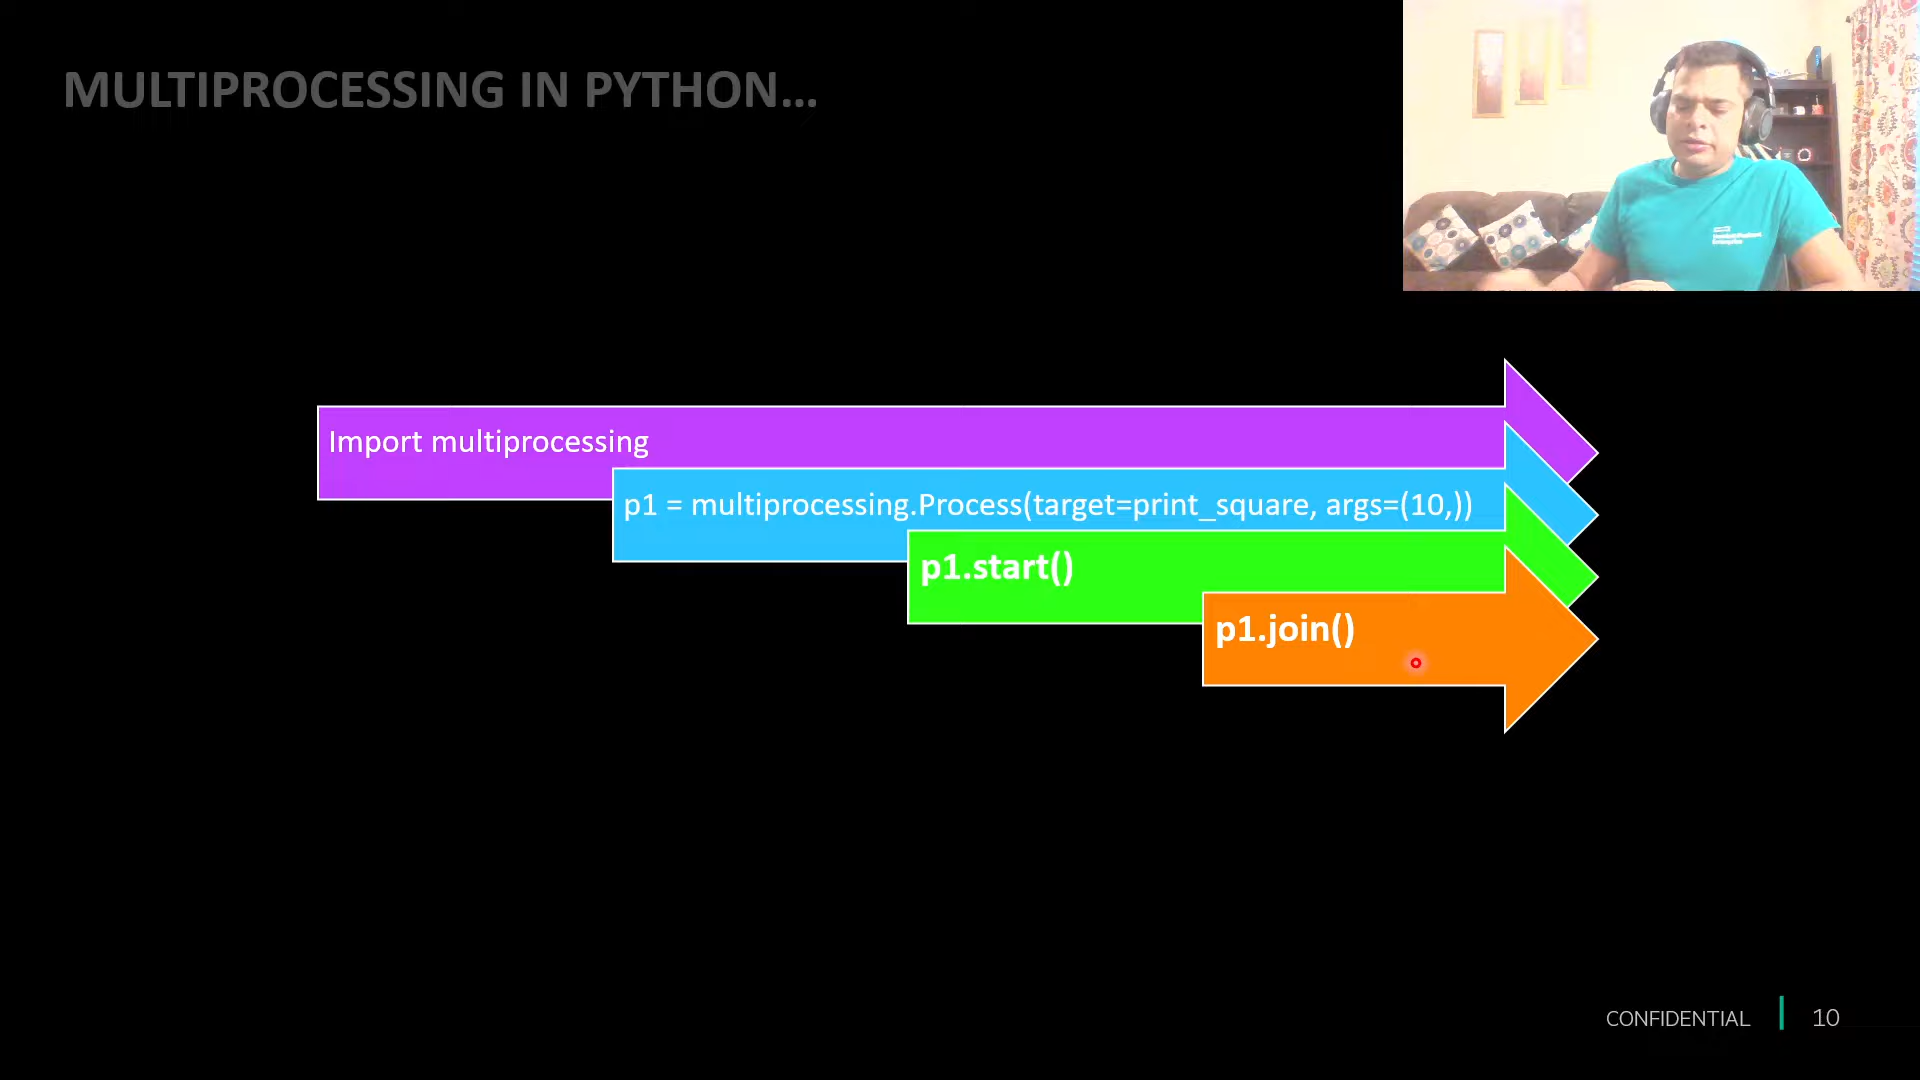 MULTIPROCESSING IN PYTHON...
Import multiprocessing
p1 = multiprocessing.Process(target=print_square, args=(10,))
p1.start()
p1.join()
CONFIDENTIAL
10